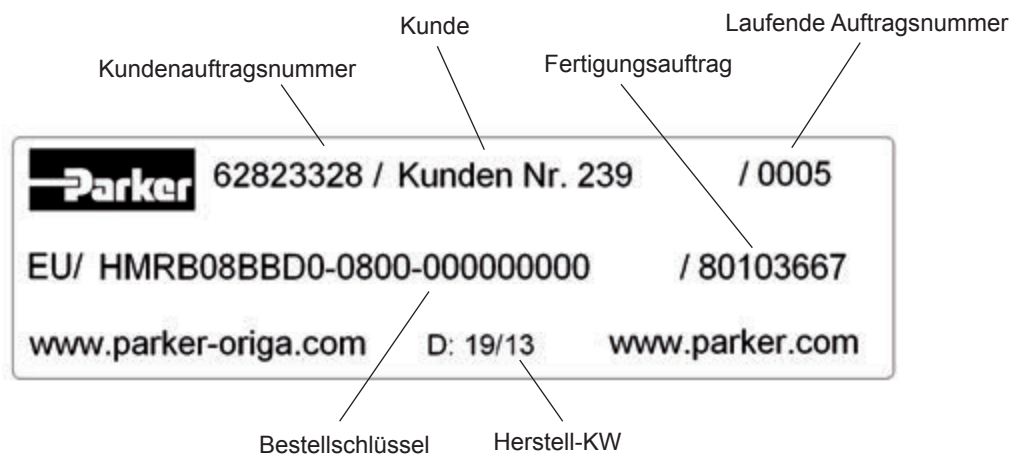 Kunde
Laufende Auftragsnummer
Kundenauftragsnummer
Fertigungsauftrag
Parker 62823328 / Kunden Nr. 239 / 0005
EU/ HMRB08BBD0-0800-000000000 / 80103667
www.parker-origa.com D: 19/13 www.parker.com
Bestellschlüssel
Herstell-KW